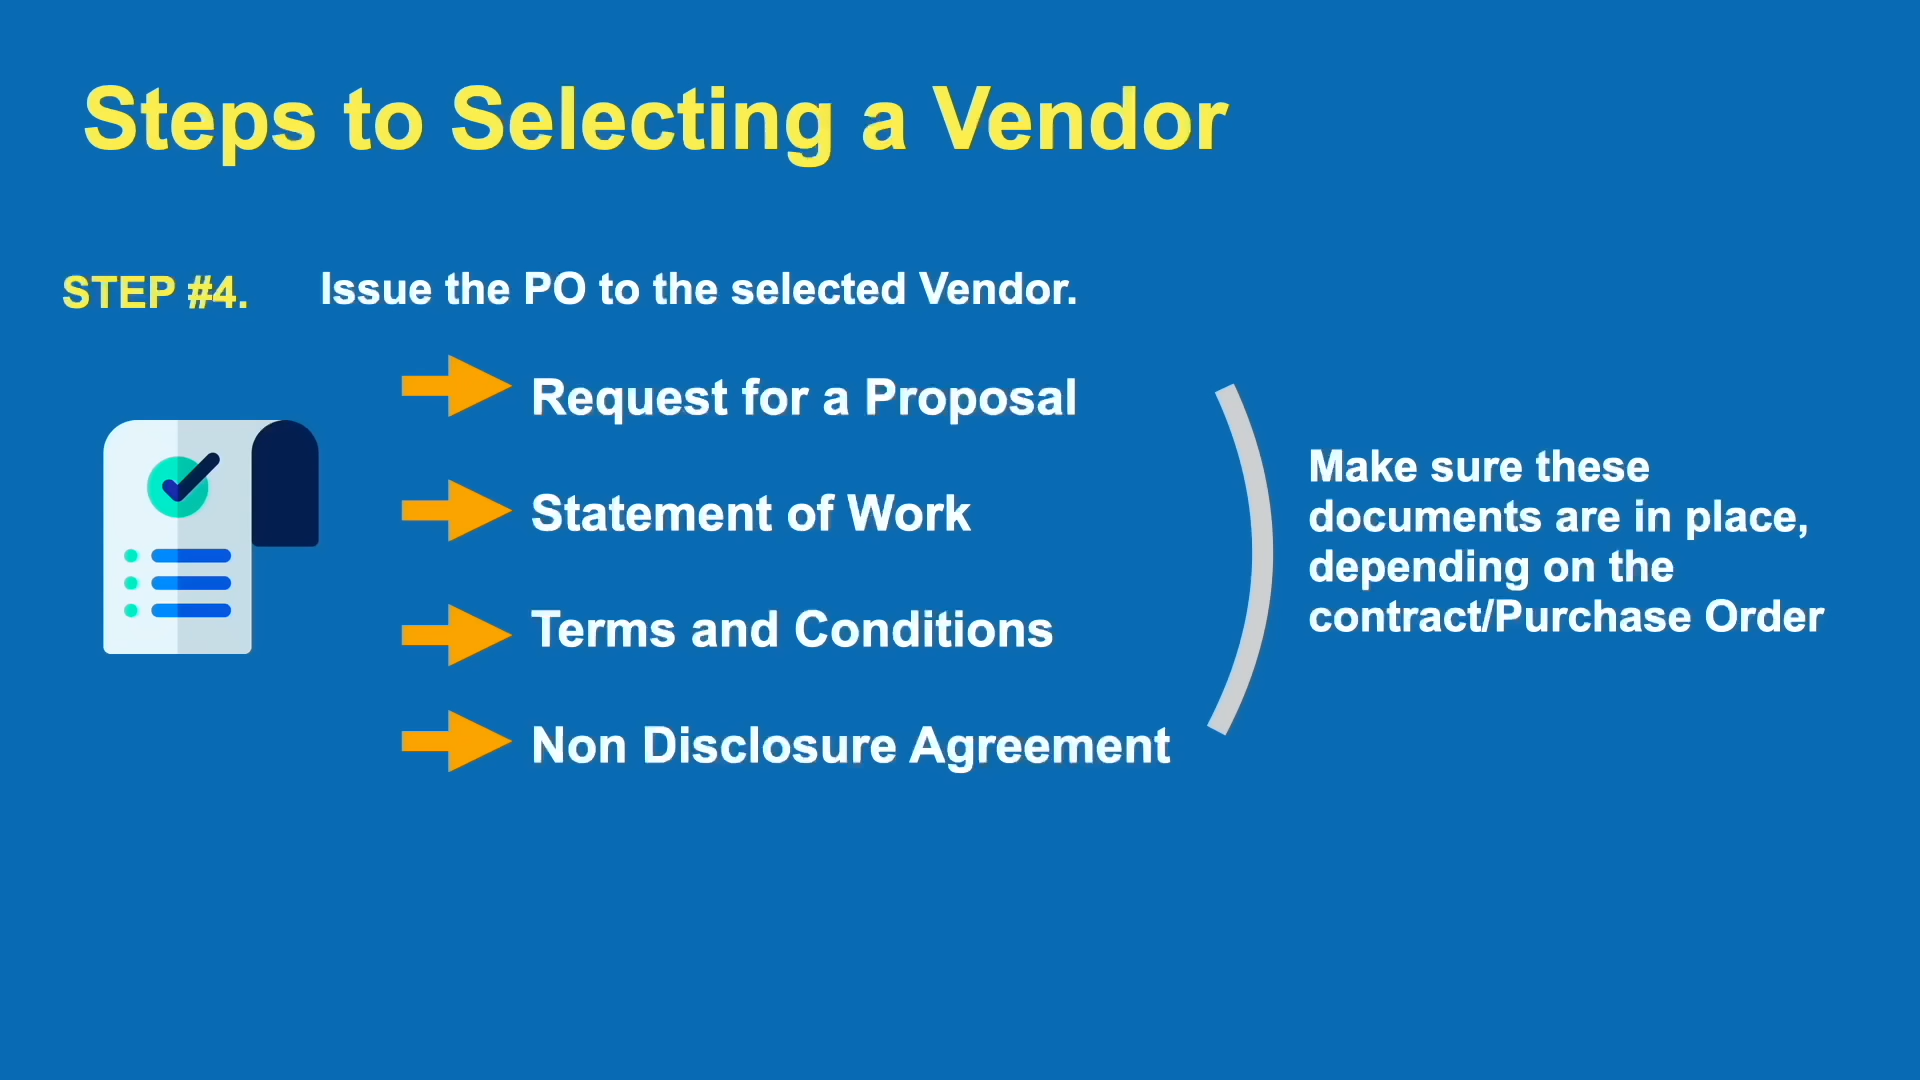 Steps to Selecting a Vendor
STEP #4.
Issue the PO to the selected Vendor.
Request for a Proposal
Statement of Work
Terms and Conditions
Non Disclosure Agreement
Make sure these
documents are in place,
depending on the
contract/Purchase Order